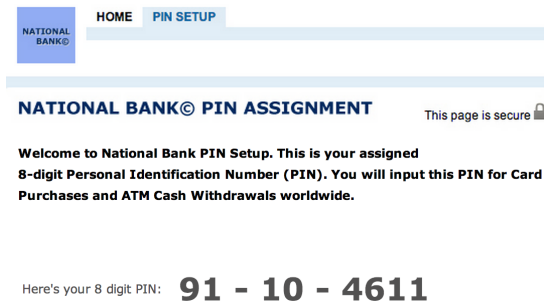 HOME PIN SETUP
NATIONAL
BANK©
NATIONAL BANK© PIN ASSIGNMENT
This page is secure
Welcome to National Bank PIN Setup. This is your assigned
8-digit Personal Identification Number (PIN). You will input this PIN for Card
Purchases and ATM Cash Withdrawals worldwide.
Here's your 8 digit PIN: 91 - 10 - 4611